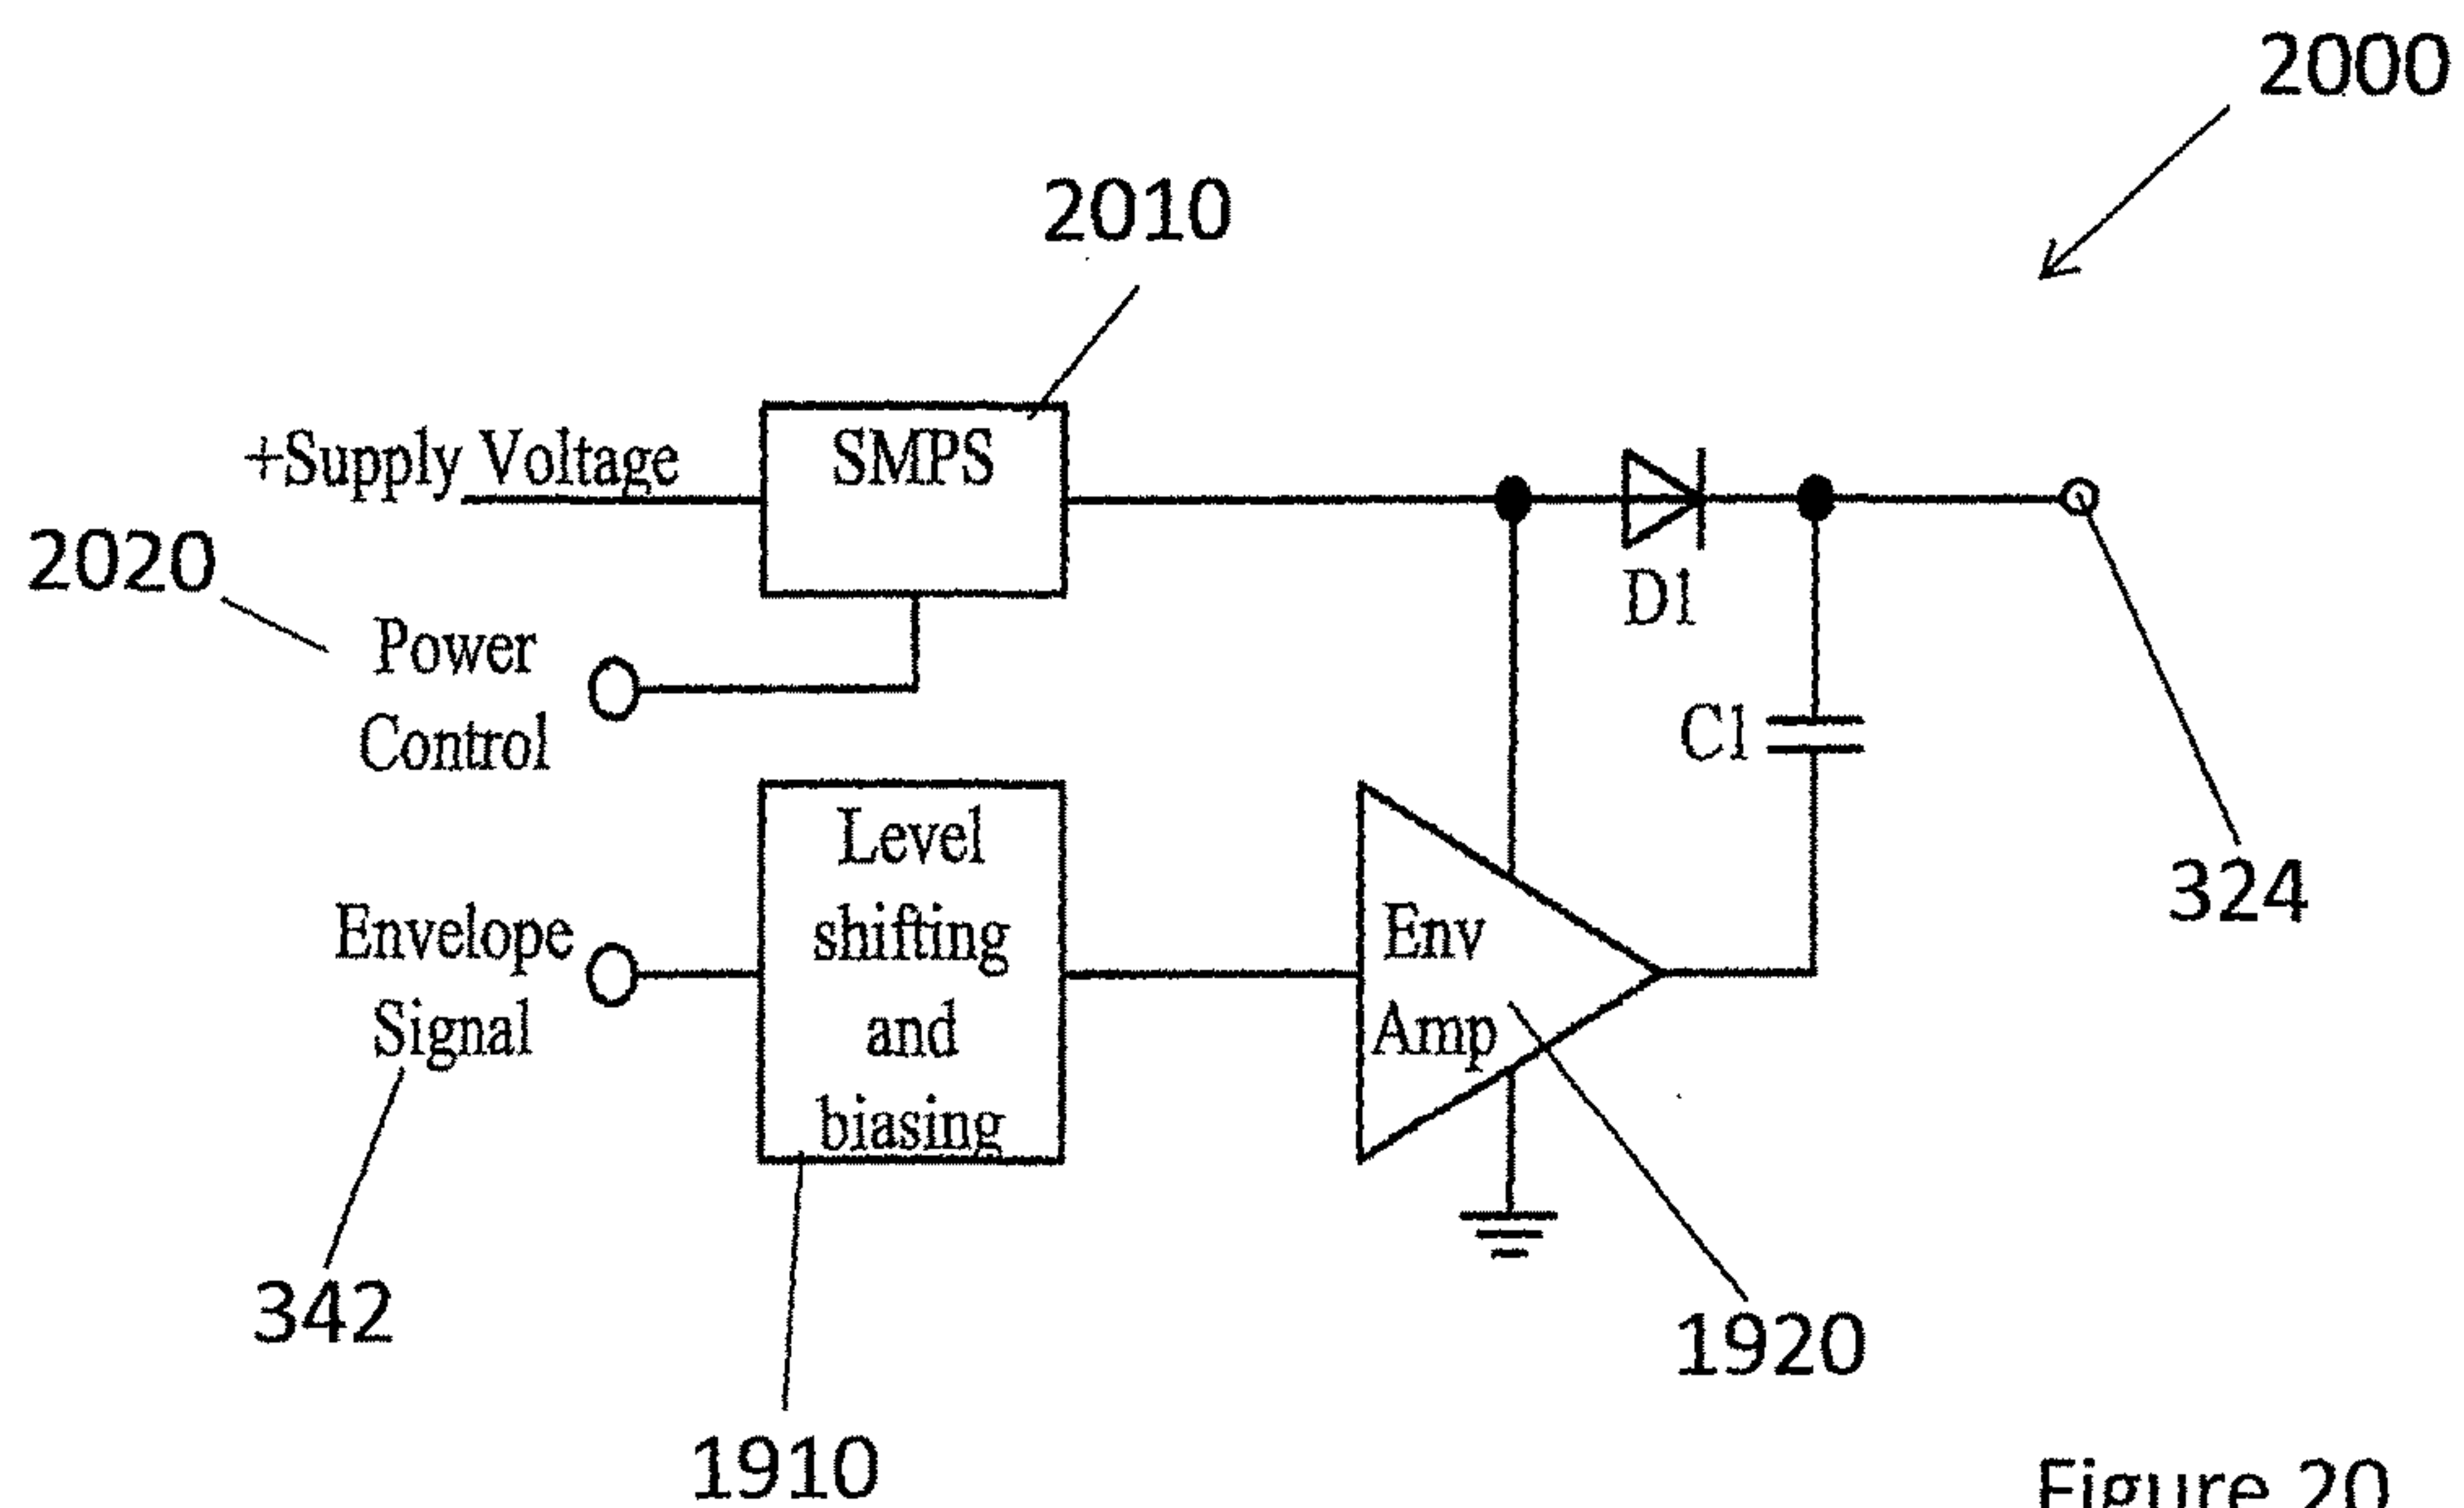 2000
2010
+Supply Voltage
SMPS
2020
Power
Control
D1
C1
Level
shifting
and
biasing
Envelope
Signal
Env
Amp
324
342
1920
1910
Figure 20